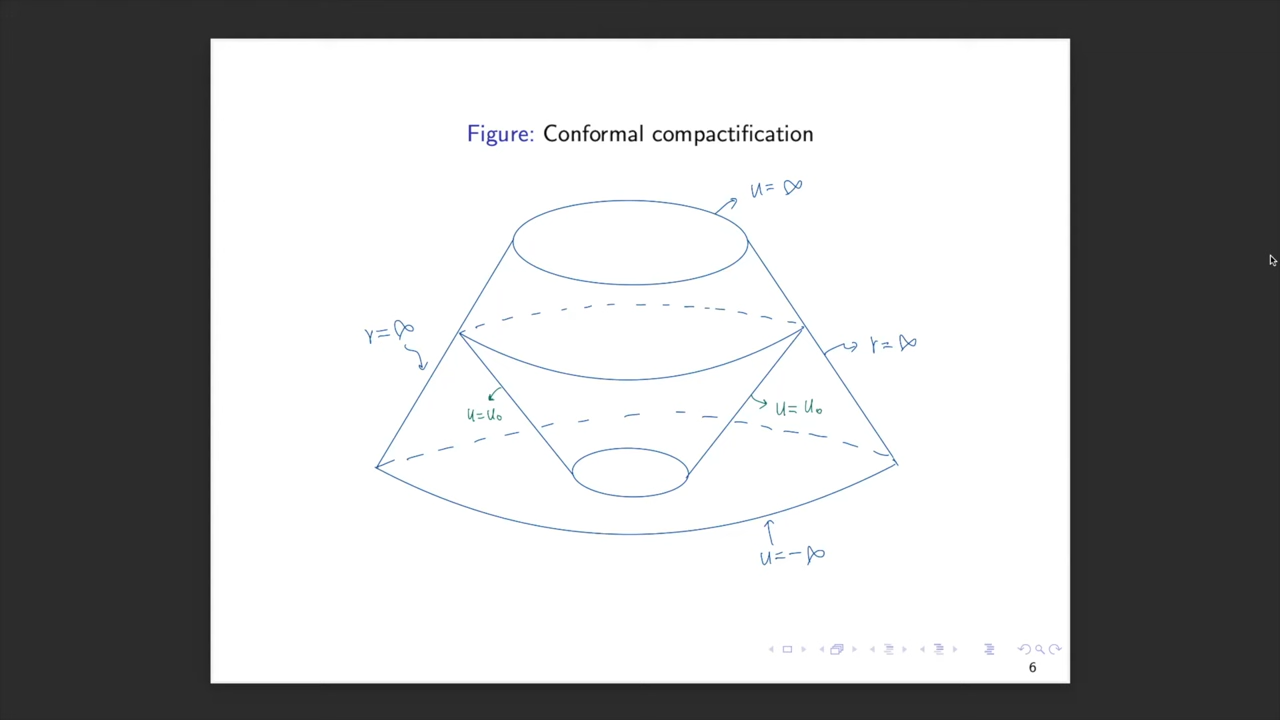 Figure: Conformal compactification
u = ∞
r = ∞
r = ∞
u = u₀
u = u₀
u = -∞
6